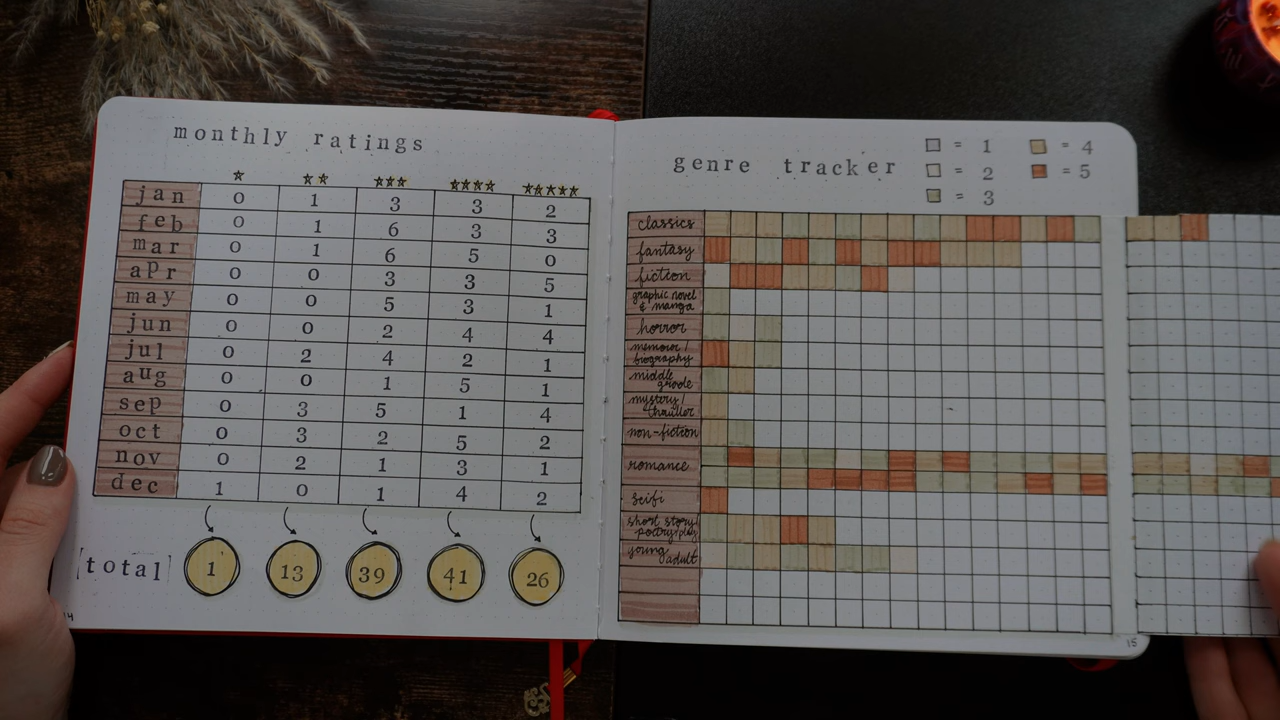 monthly ratings
jan 0 1 3 3 2
feb 0 1 6 3 3
mar 0 1 6 5 0
apr 0 0 3 3 5
may 0 0 5 3 1
jun 0 0 2 4 4
jul 0 2 4 2 1
aug 0 0 1 5 1
sep 0 3 5 1 4
oct 0 3 2 5 2
nov 0 2 1 3 1
dec 1 0 1 4 2
[total] 1 13 39 41 26
14
genre tracker
= 1
= 2
= 3
= 4
= 5
classics
fantasy
fiction
graphic novel
& manga
horror
memoir/
biography
middle
grade
mystery/
thriller
non-fiction
romance
scifi
short story/
poetry/play
young adult
15